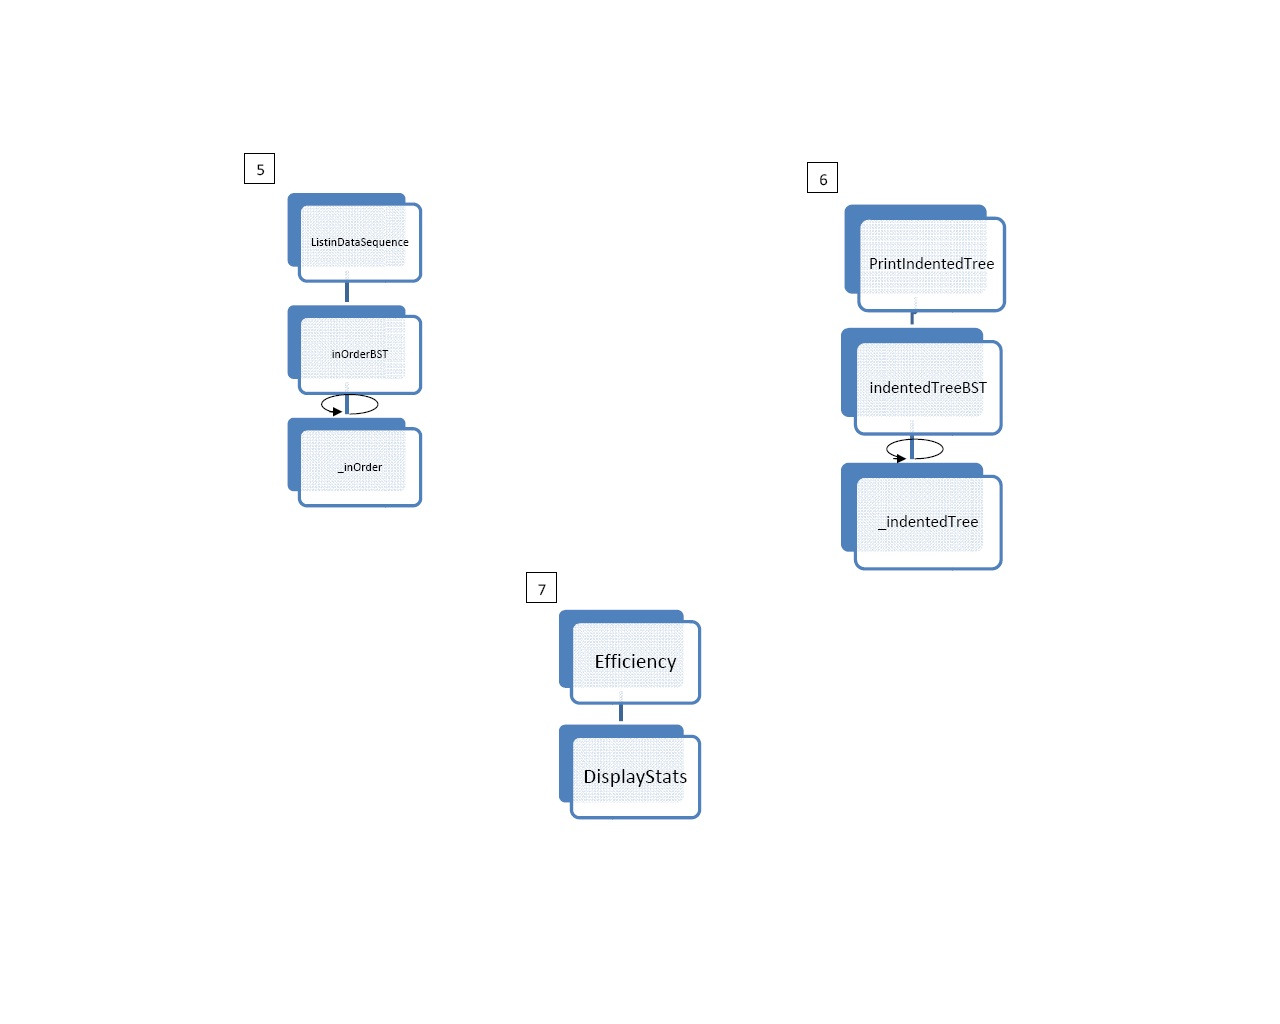 5
ListinDataSequence
inOrderBST
_inOrder
6
PrintIndentedTree
indentedTreeBST
_indentedTree
7
Efficiency
DisplayStats